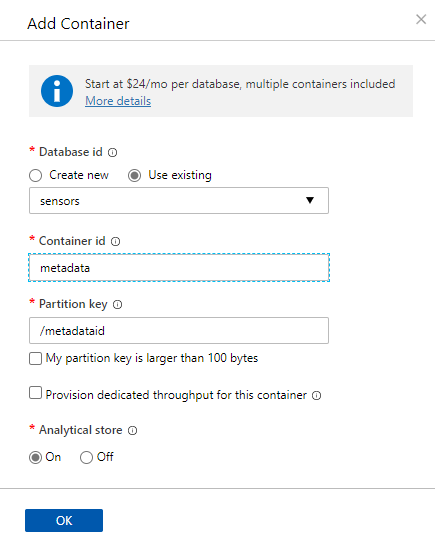 Add Container
Start at $24/mo per database, multiple containers included
More details
* Database id
Create new
Use existing
sensors
* Container id
metadata
* Partition key
/metadataid
My partition key is larger than 100 bytes
Provision dedicated throughput for this container
* Analytical store
On
Off
OK